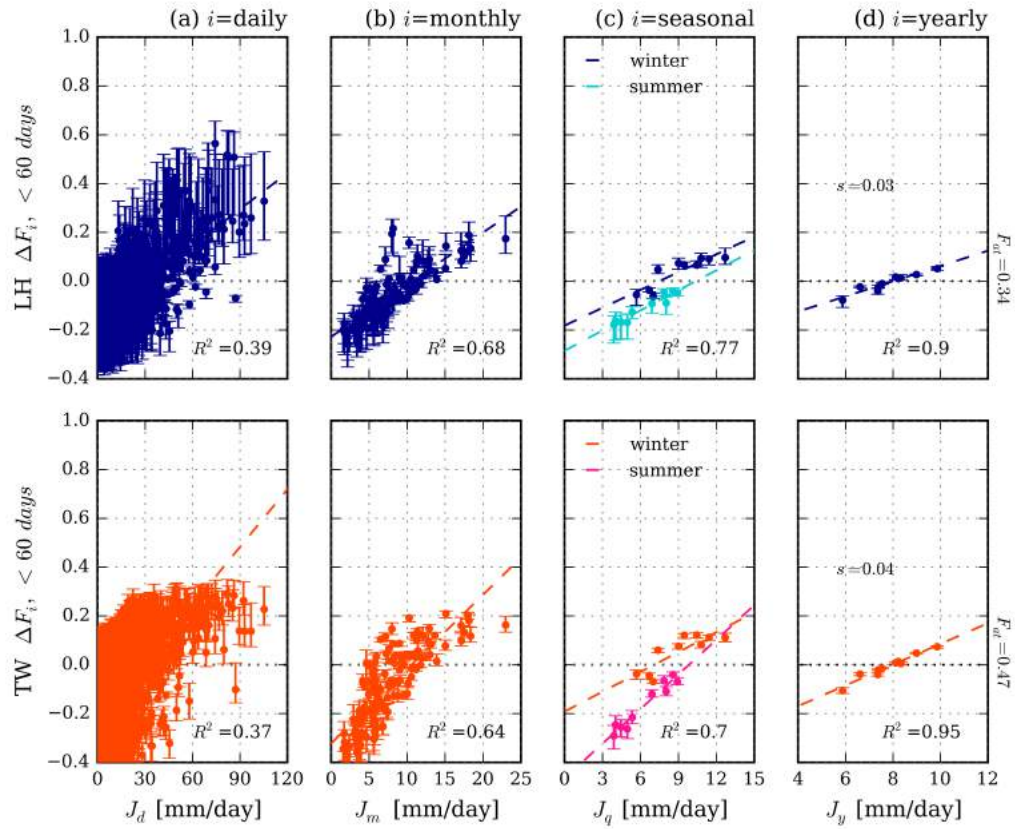 (a) i=daily
(b) i=monthly
(c) i=seasonal
(d) i=yearly
LH ΔF_i, < 60 days
1.0
0.8
0.6
0.4
0.2
0.0
−0.2
−0.4
R²=0.39
R²=0.68
winter
summer
R²=0.77
s=0.03
R²=0.9
F_at=0.34
TW ΔF_i, < 60 days
1.0
0.8
0.6
0.4
0.2
0.0
−0.2
−0.4
R²=0.37
R²=0.64
winter
summer
R²=0.7
s=0.04
R²=0.95
F_at=0.47
0 30 60 90 120
0 5 10 15 20 25
0 3 6 9 12 15
4 6 8 10 12
J_d [mm/day]
J_m [mm/day]
J_q [mm/day]
J_y [mm/day]